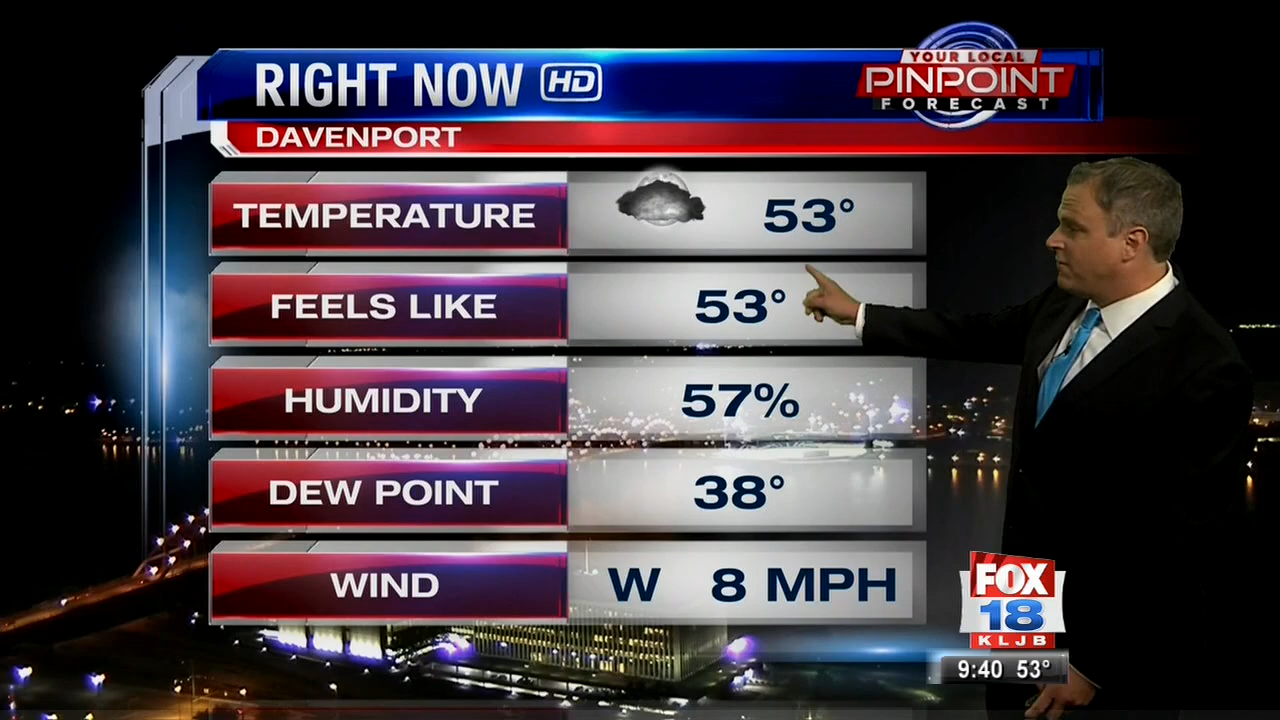 RIGHT NOW HD
YOUR LOCAL
PINPOINT
FORECAST
DAVENPORT
TEMPERATURE 53°
FEELS LIKE 53°
HUMIDITY 57%
DEW POINT 38°
WIND W 8 MPH
FOX
18
KLJB
9:40 53°